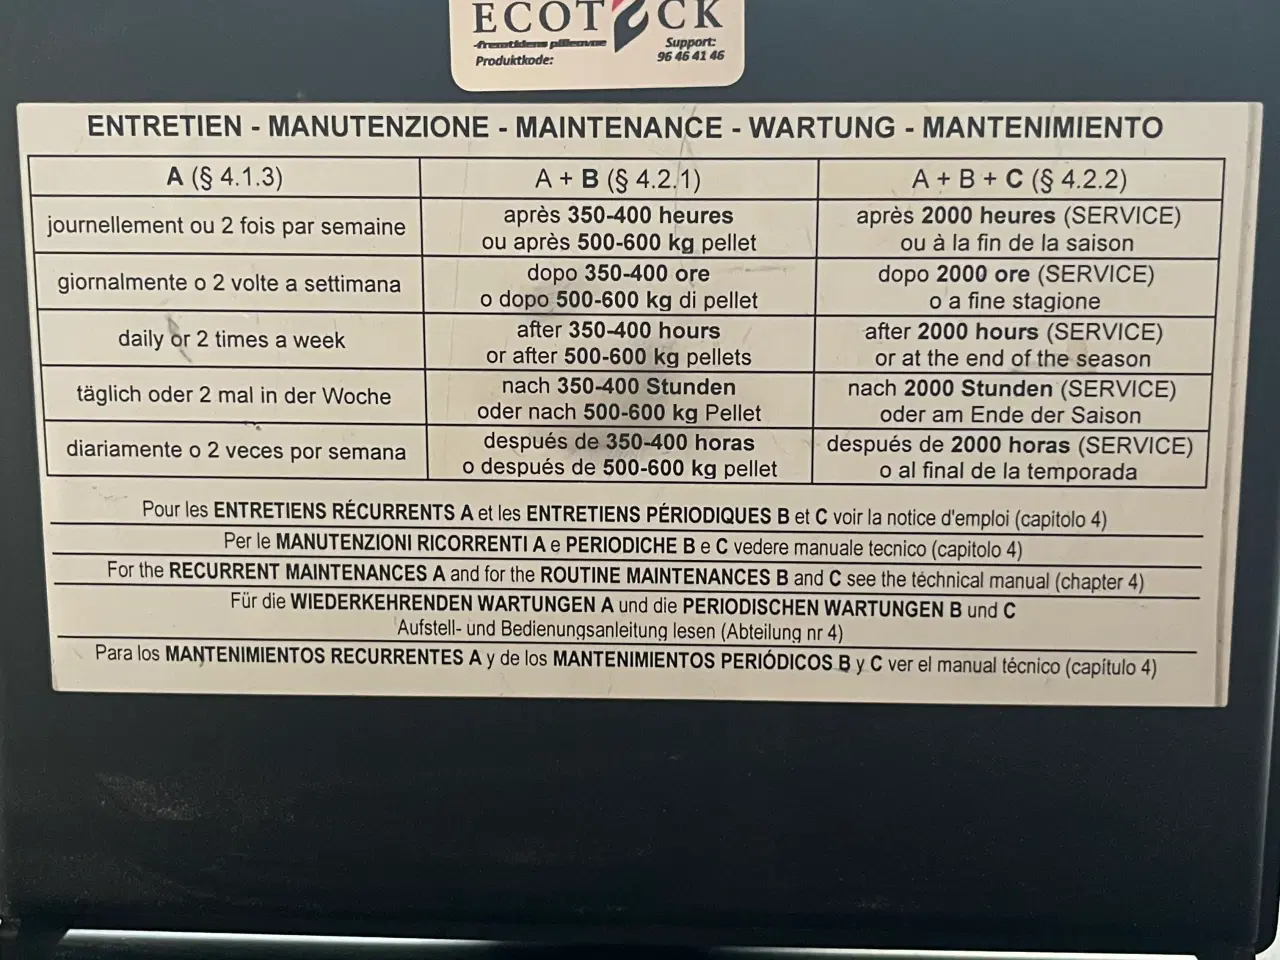 ECOTECK
-fremtidens pilleovne
Support:
Produktkode:
96 46 41 46
ENTRETIEN - MANUTENZIONE - MAINTENANCE - WARTUNG - MANTENIMIENTO
A (§ 4.1.3)
A + B (§ 4.2.1)
A + B + C (§ 4.2.2)
journellement ou 2 fois par semaine
après 350-400 heures
ou après 500-600 kg pellet
après 2000 heures (SERVICE)
ou à la fin de la saison
giornalmente o 2 volte a settimana
dopo 350-400 ore
o dopo 500-600 kg di pellet
dopo 2000 ore (SERVICE)
o a fine stagione
daily or 2 times a week
after 350-400 hours
or after 500-600 kg pellets
after 2000 hours (SERVICE)
or at the end of the season
täglich oder 2 mal in der Woche
nach 350-400 Stunden
oder nach 500-600 kg Pellet
nach 2000 Stunden (SERVICE)
oder am Ende der Saison
diariamente o 2 veces por semana
después de 350-400 horas
o después de 500-600 kg pellet
después de 2000 horas (SERVICE)
o al final de la temporada
Pour les ENTRETIENS RÉCURRENTS A et les ENTRETIENS PÉRIODIQUES B et C voir la notice d'emploi (capitolo 4)
Per le MANUTENZIONI RICORRENTI A e PERIODICHE B e C vedere manuale tecnico (capitolo 4)
For the RECURRENT MAINTENANCES A and for the ROUTINE MAINTENANCES B and C see the technical manual (chapter 4)
Für die WIEDERKEHRENDEN WARTUNGEN A und die PERIODISCHEN WARTUNGEN B und C
Aufstell- und Bedienungsanleitung lesen (Abteilung nr 4)
Para los MANTENIMIENTOS RECURRENTES A y de los MANTENIMIENTOS PERIÓDICOS B y C ver el manual técnico (capítulo 4)